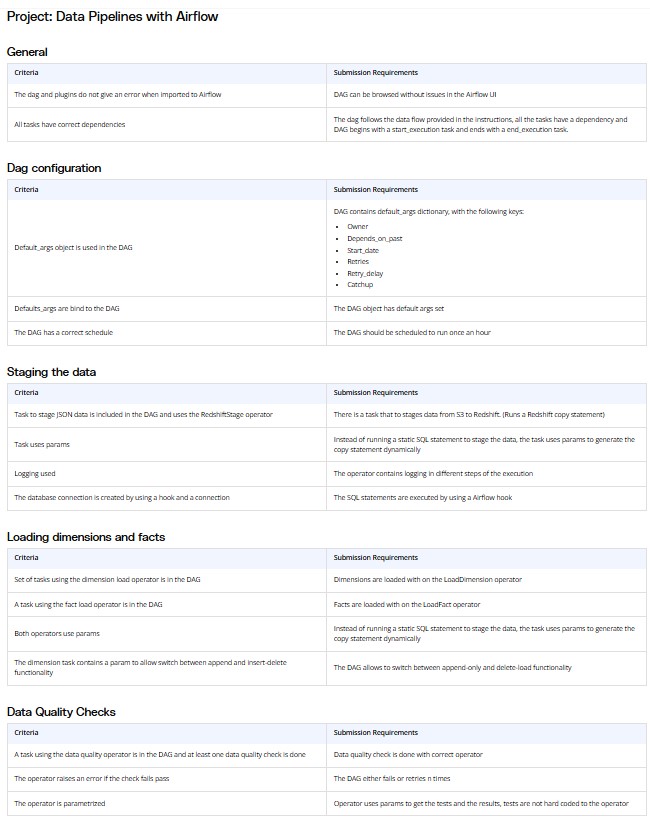 Project: Data Pipelines with Airflow
General
Criteria
Submission Requirements
The dag and plugins do not give an error when imported to Airflow
DAG can be browsed without issues in the Airflow UI
All tasks have correct dependencies
The dag follows the data flow provided in the instructions, all the tasks have a dependency and
DAG begins with a start_execution task and ends with a end_execution task.
Dag configuration
Criteria
Submission Requirements
Default_args object is used in the DAG
DAG contains default_args dictionary, with the following keys:
• Owner
• Depends_on_past
• Start_date
• Retries
• Retry_delay
• Catchup
Defaults_args are bind to the DAG
The DAG object has default args set
The DAG has a correct schedule
The DAG should be scheduled to run once an hour
Staging the data
Criteria
Submission Requirements
Task to stage JSON data is included in the DAG and uses the RedshiftStage operator
There is a task that to stages data from S3 to Redshift. (Runs a Redshift copy statement)
Task uses params
Instead of running a static SQL statement to stage the data, the task uses params to generate the
copy statement dynamically
Logging used
The operator contains logging in different steps of the execution
The database connection is created by using a hook and a connection
The SQL statements are executed by using a Airflow hook
Loading dimensions and facts
Criteria
Submission Requirements
Set of tasks using the dimension load operator is in the DAG
Dimensions are loaded with on the LoadDimension operator
A task using the fact load operator is in the DAG
Facts are loaded with on the LoadFact operator
Both operators use params
Instead of running a static SQL statement to stage the data, the task uses params to generate the
copy statement dynamically
The dimension task contains a param to allow switch between append and insert-delete
functionality
The DAG allows to switch between append-only and delete-load functionality
Data Quality Checks
Criteria
Submission Requirements
A task using the data quality operator is in the DAG and at least one data quality check is done
Data quality check is done with correct operator
The operator raises an error if the check fails pass
The DAG either fails or retries n times
The operator is parametrized
Operator uses params to get the tests and the results, tests are not hard coded to the operator